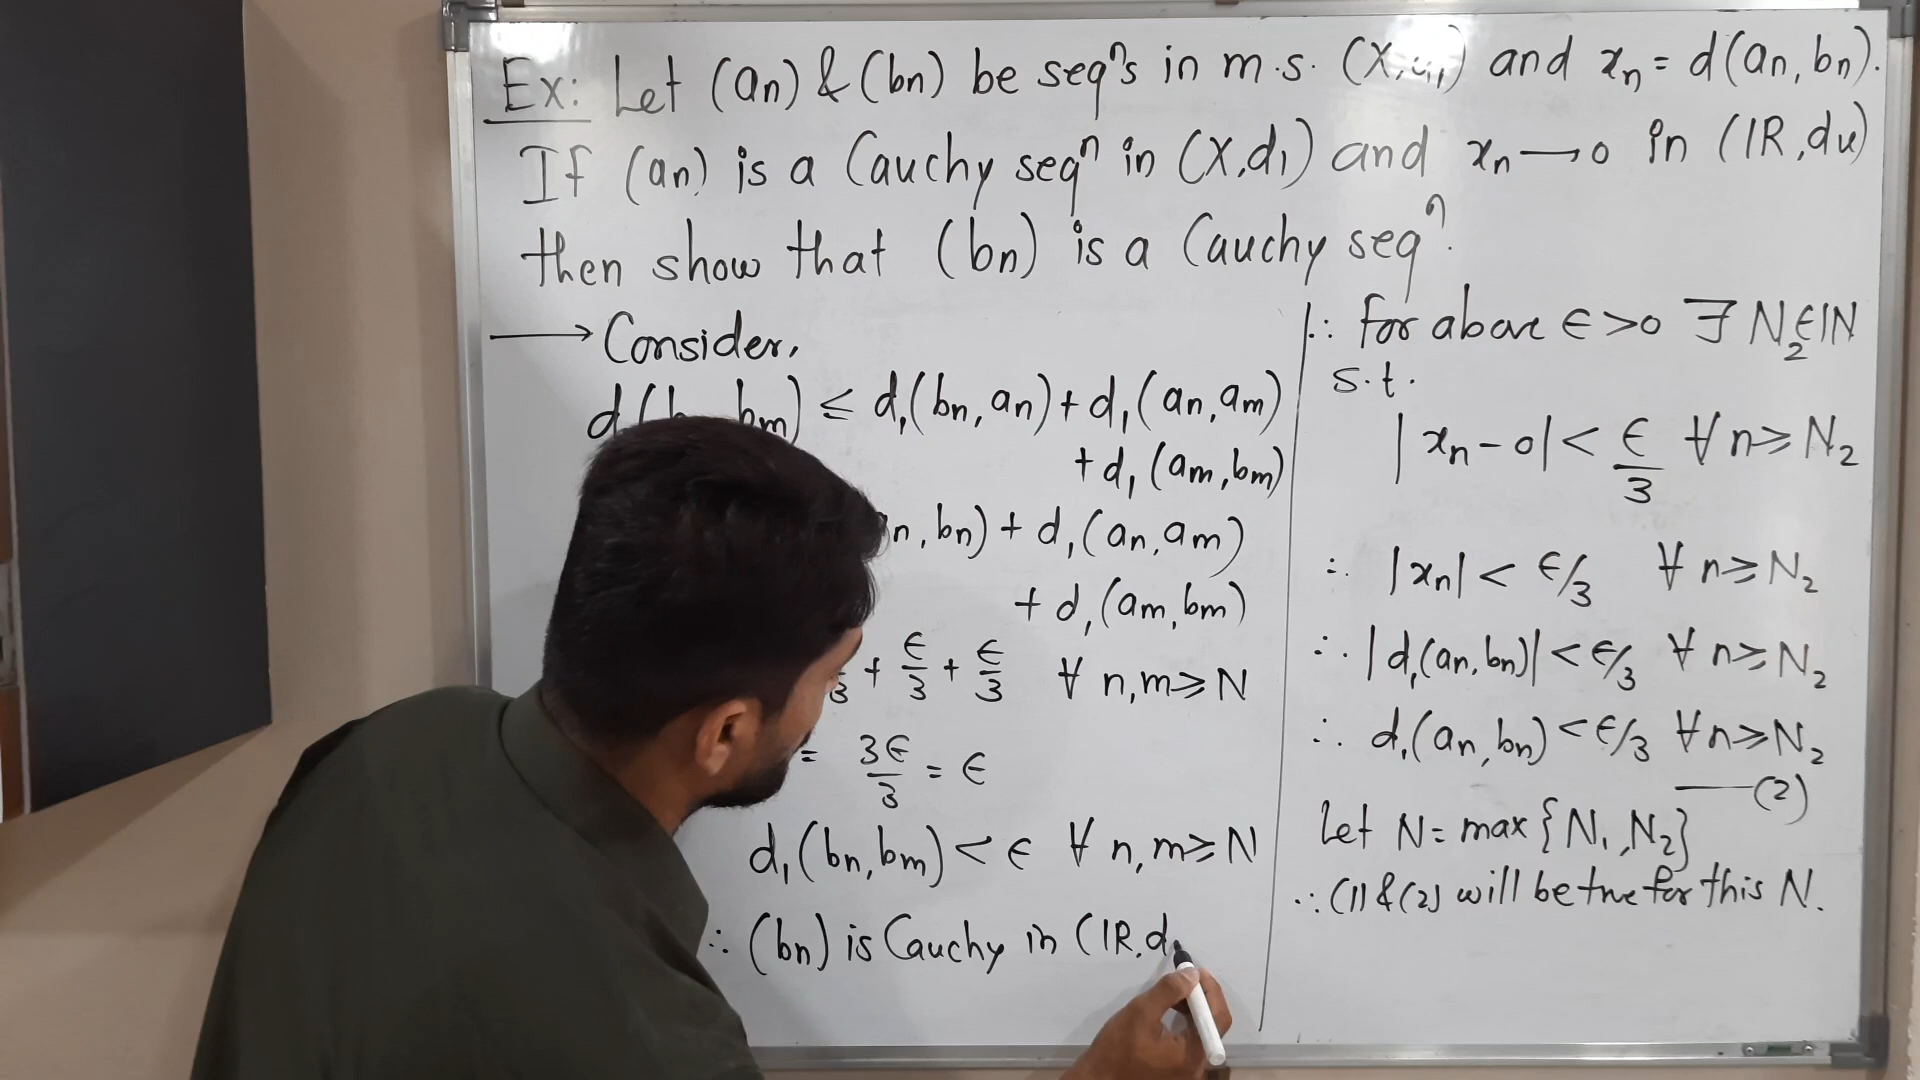 Ex: Let (an) & (bn) be seqⁿs in m.s. (X, d₁) and xₙ = d(an, bn).
If (an) is a Cauchy seqⁿ in (X, d₁) and xₙ → 0 in (IR, du)
then show that (bn) is a Cauchy seqⁿ.
→ Consider,
d(b bm) ≤ d₁(bn, an) + d₁(an, am)
+ d₁(am, bm)
n, bn) + d₁(an, am)
+ d₁(am, bm)
3 + ϵ/3 + ϵ/3 ∀ n, m ≥ N
= 3ϵ/3 = ϵ
d₁(bn, bm) < ϵ ∀ n, m ≥ N
∴ (bn) is Cauchy in (IR, d
∴ for above ϵ > 0 ∃ N₂ ∈ IN
s.t.
|xₙ - 0| < ϵ/3 ∀ n ≥ N₂
∴ |xₙ| < ϵ/3 ∀ n ≥ N₂
∴ |d₁(an, bn)| < ϵ/3 ∀ n ≥ N₂
∴ d₁(an, bn) < ϵ/3 ∀ n ≥ N₂
—(2)
Let N = max {N₁, N₂}
∴ (1) & (2) will be true for this N.